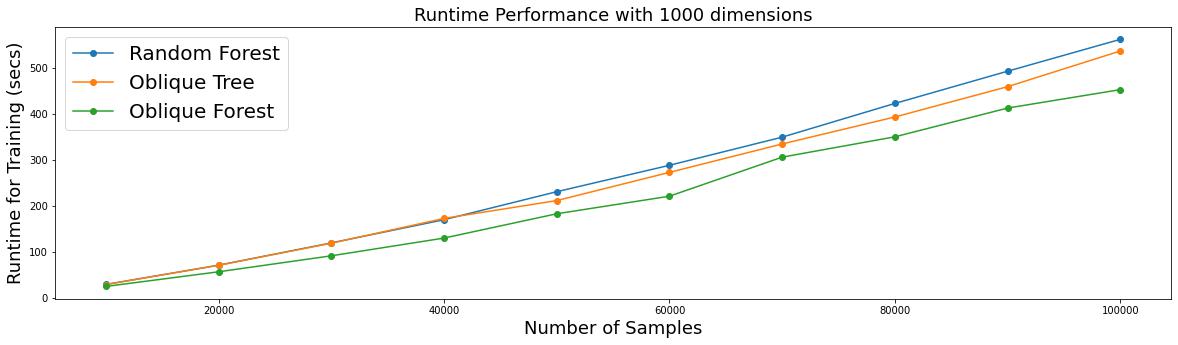 Runtime Performance with 1000 dimensions
Random Forest
Oblique Tree
Oblique Forest
Runtime for Training (secs)
500
400
300
200
100
0
20000
40000
60000
80000
100000
Number of Samples